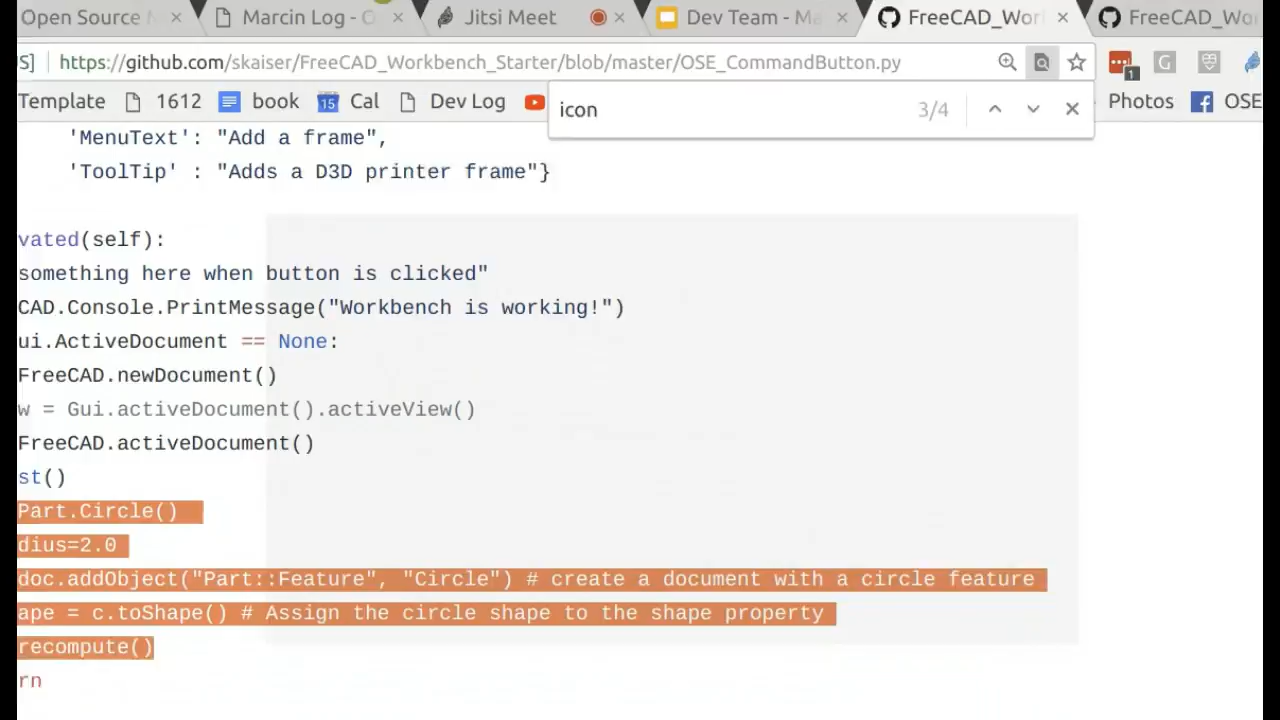 Open Source M
Marcin Log - O
Jitsi Meet
Dev Team - Ma
FreeCAD_Wor
FreeCAD_Wo
S] https://github.com/skaiser/FreeCAD_Workbench_Starter/blob/master/OSE_CommandButton.py
1
G
Template
1612
book
15 Cal
Dev Log
icon 3/4
Photos
OSE
'MenuText': "Add a frame",
'ToolTip' : "Adds a D3D printer frame"}
vated(self):
something here when button is clicked"
CAD.Console.PrintMessage("Workbench is working!")
ui.ActiveDocument == None:
FreeCAD.newDocument()
w = Gui.activeDocument().activeView()
FreeCAD.activeDocument()
st()
Part.Circle()
dius=2.0
doc.addObject("Part::Feature", "Circle") # create a document with a circle feature
ape = c.toShape() # Assign the circle shape to the shape property
recompute()
rn